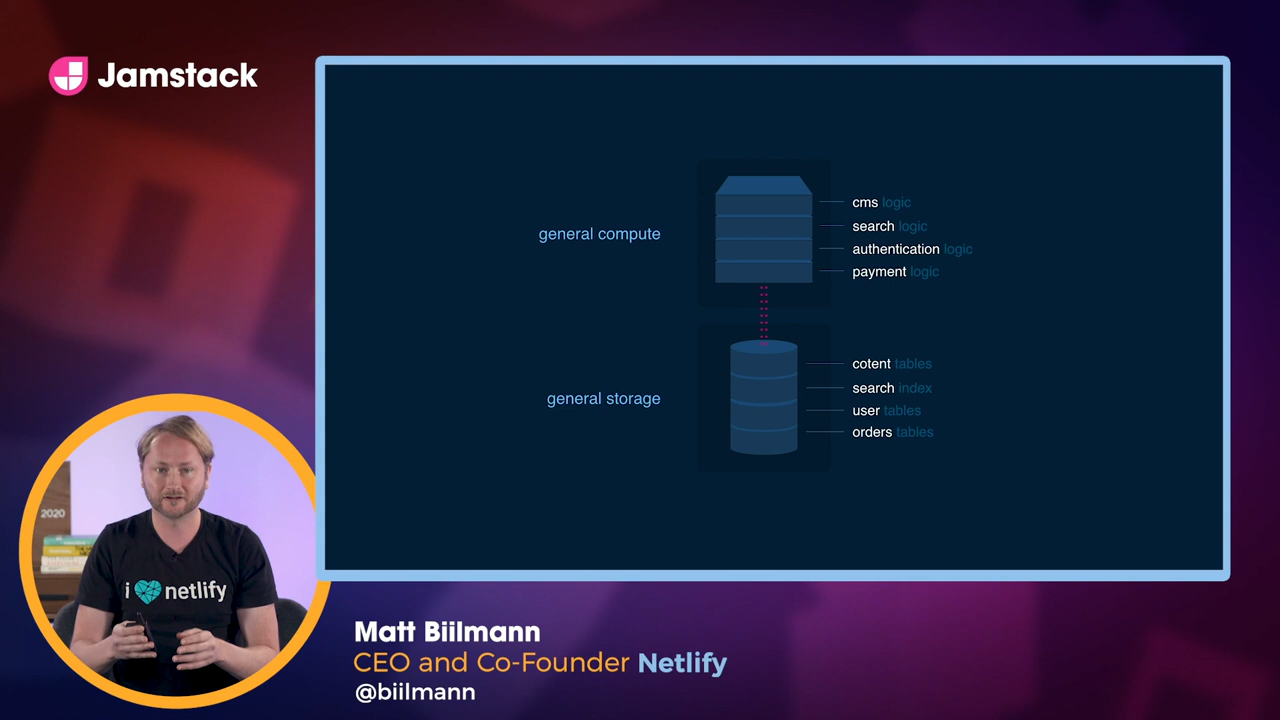 Jamstack
general compute
cms logic
search logic
authentication logic
payment logic
general storage
cotent tables
search index
user tables
orders tables
2020
i netlify
Matt Biilmann
CEO and Co-Founder Netlify
@biilmann